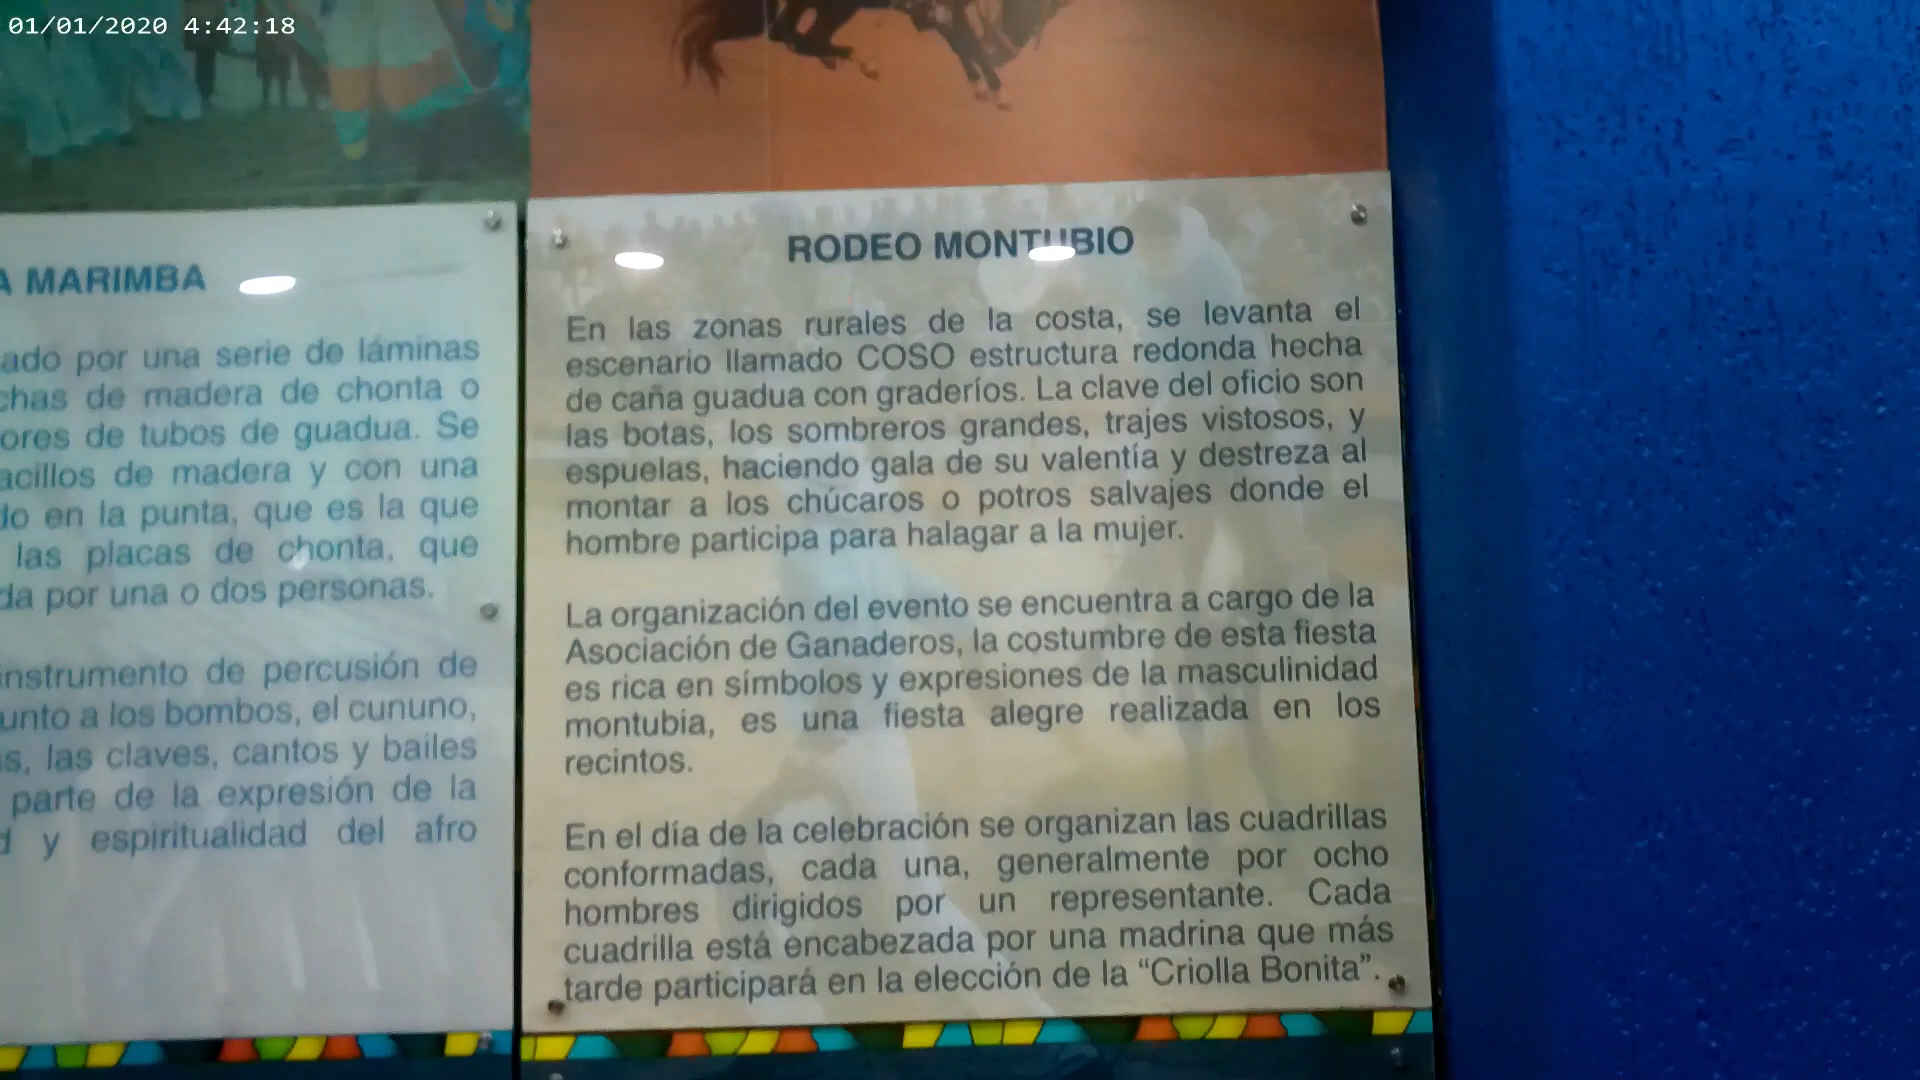 01/01/2020 4:42:18
A MARIMBA
ado por una serie de láminas
chas de madera de chonta o
ores de tubos de guadua. Se
acillos de madera y con una
do en la punta, que es la que
las placas de chonta, que
da por una o dos personas.
instrumento de percusión de
unto a los bombos, el cununo,
as, las claves, cantos y bailes
parte de la expresión de la
d y espiritualidad del afro
RODEO MONTUBIO
En las zonas rurales de la costa, se levanta el
escenario llamado COSO estructura redonda hecha
de caña guadua con graderíos. La clave del oficio son
las botas, los sombreros grandes, trajes vistosos, y
espuelas, haciendo gala de su valentía y destreza al
montar a los chúcaros o potros salvajes donde el
hombre participa para halagar a la mujer.
La organización del evento se encuentra a cargo de la
Asociación de Ganaderos, la costumbre de esta fiesta
es rica en símbolos y expresiones de la masculinidad
montubia, es una fiesta alegre realizada en los
recintos.
En el día de la celebración se organizan las cuadrillas
conformadas, cada una, generalmente por ocho
hombres dirigidos por un representante. Cada
cuadrilla está encabezada por una madrina que más
tarde participará en la elección de la “Criolla Bonita”.